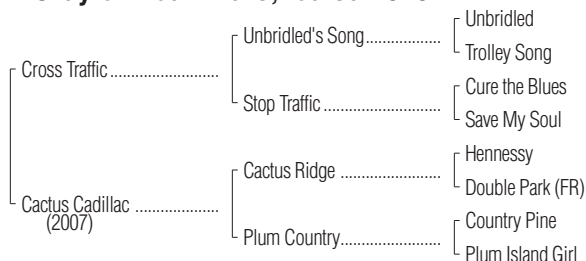 Unbridled
Unbridled's Song
Trolley Song
Cross Traffic
Cure the Blues
Stop Traffic
Save My Soul
Hennessy
Cactus Ridge
Double Park (FR)
Cactus Cadillac
(2007)
Country Pine
Plum Country
Plum Island Girl